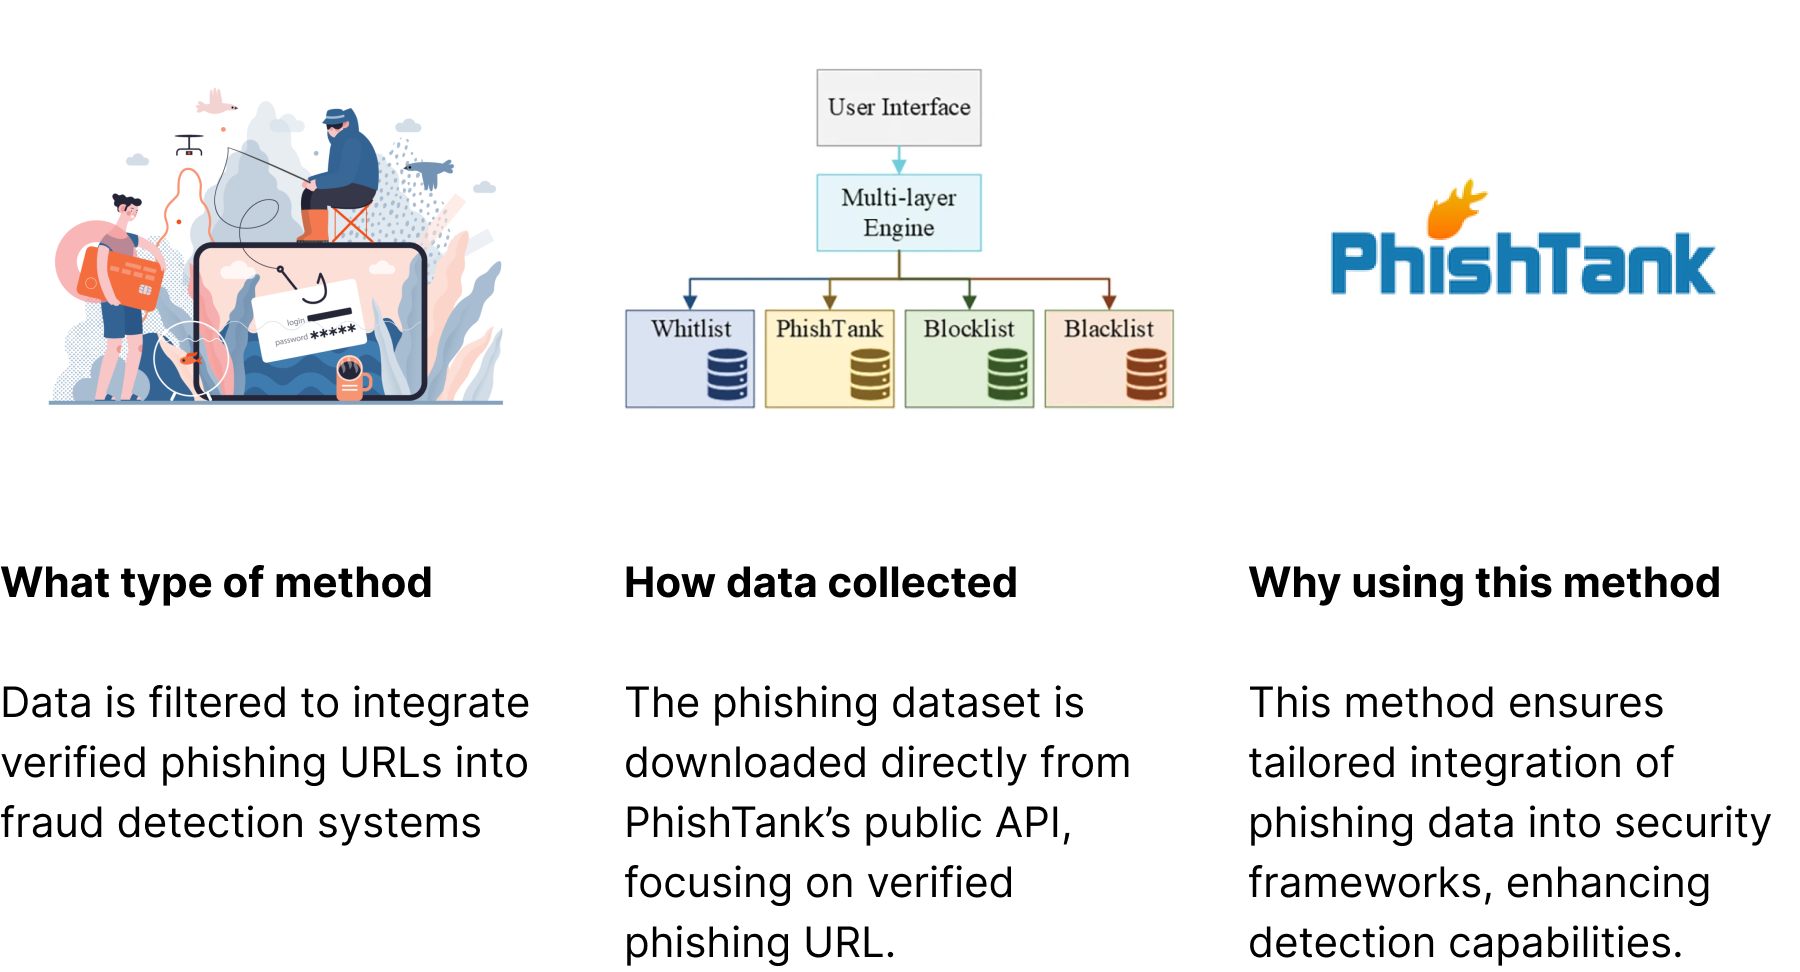 login
password *****
User Interface
Multi-layer
Engine
Whitlist
PhishTank
Blocklist
Blacklist
PhishTank
What type of method
Data is filtered to integrate
verified phishing URLs into
fraud detection systems
How data collected
The phishing dataset is
downloaded directly from
PhishTank’s public API,
focusing on verified
phishing URL.
Why using this method
This method ensures
tailored integration of
phishing data into security
frameworks, enhancing
detection capabilities.